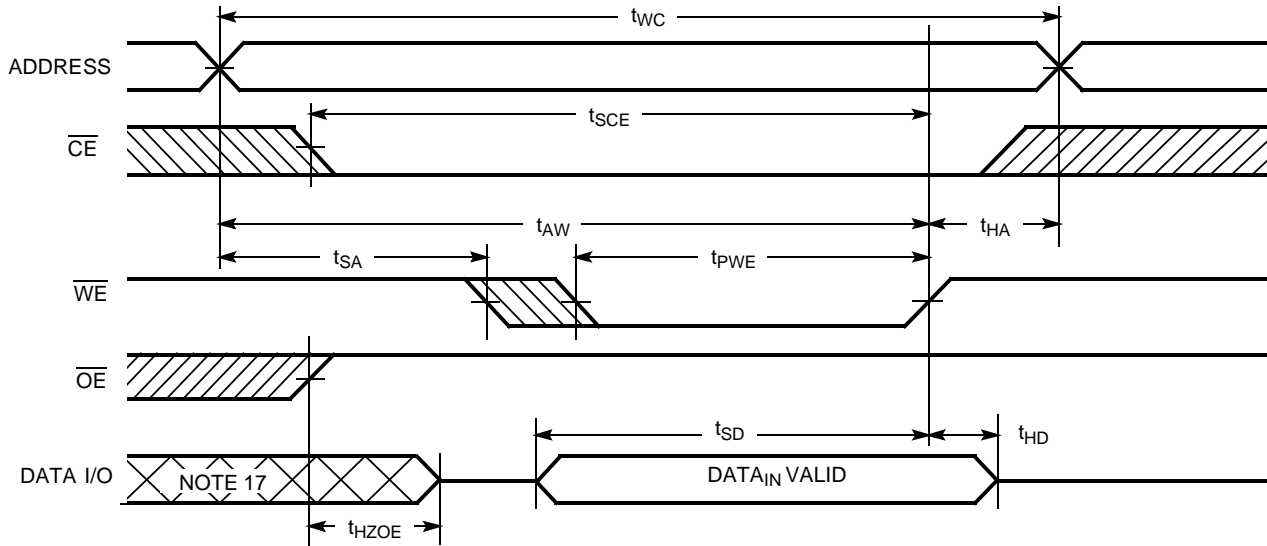 tWC
ADDRESS
tSCE
CE
tAW
tHA
tSA
tPWE
WE
OE
tSD
tHD
DATA I/O
NOTE 17
DATAIN VALID
tHZOE